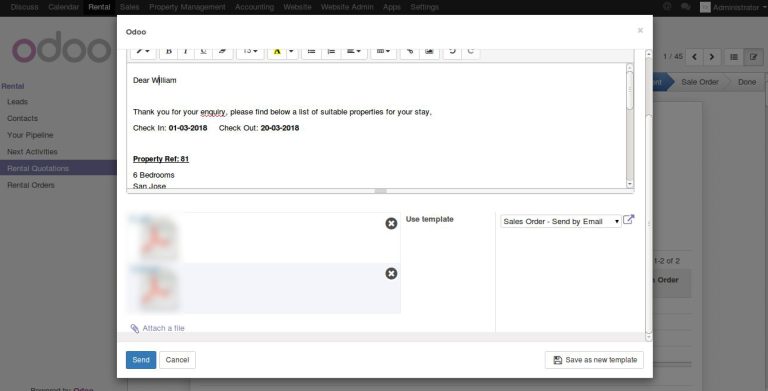 Discuss Calendar Rental Sales Property Management Accounting Website Website Admin Apps Settings Administrator
odoo
Odoo ×
13 A
1 / 45
Sales Order Done
Rental
Leads
Contacts
Your Pipeline
Next Activities
Rental Quotations
Rental Orders
Dear William
Thank you for your enquiry, please find below a list of suitable properties for your stay,
Check In: 01-03-2018 Check Out: 20-03-2018
Property Ref: 81
6 Bedrooms
San Jose
Use template Sales Order - Send by Email
1-2 of 2
Order
Attach a file
Send Cancel Save as new template
Powered by Odoo